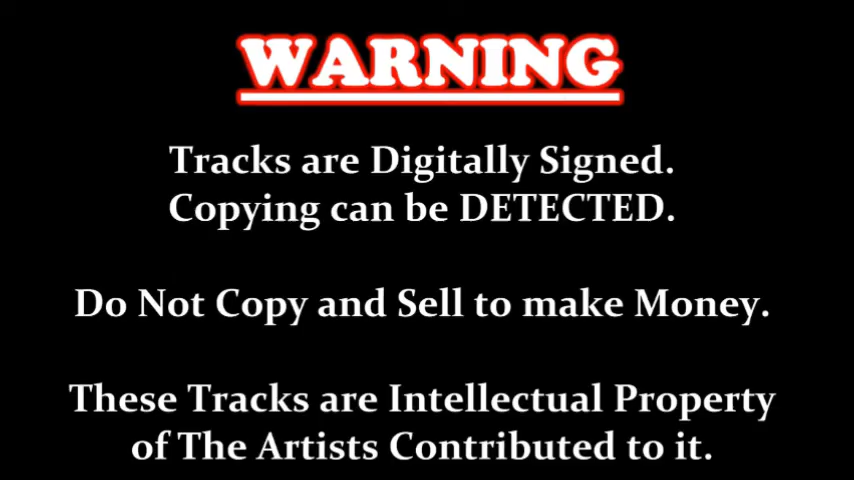 WARNING
Tracks are Digitally Signed.
Copying can be DETECTED.
Do Not Copy and Sell to make Money.
These Tracks are Intellectual Property
of The Artists Contributed to it.